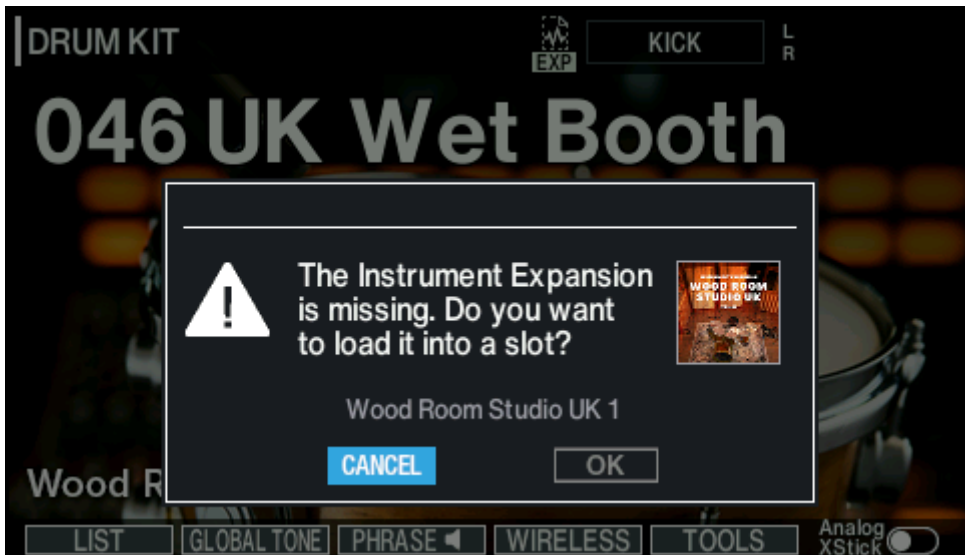 DRUM KIT
EXP
KICK
L
R
046 UK Wet Booth
The Instrument Expansion
is missing. Do you want
to load it into a slot?
WOOD ROOM
STUDIO UK
Wood Room Studio UK 1
CANCEL
OK
Wood R
LIST
GLOBAL TONE
PHRASE
WIRELESS
TOOLS
Analog
XStick